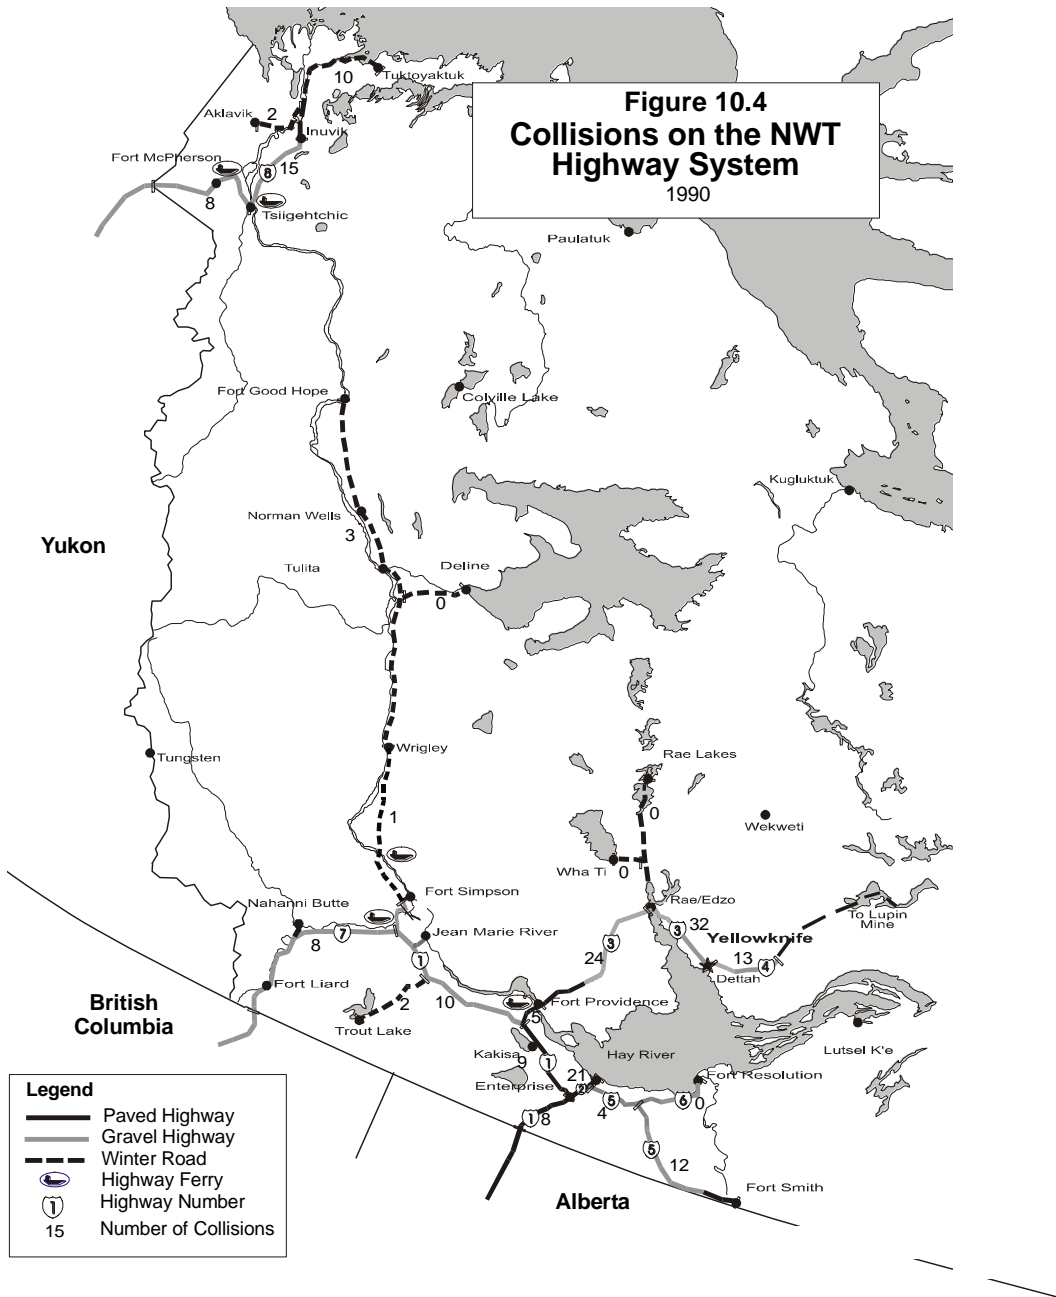 Figure 10.4
Collisions on the NWT
Highway System
1990
10
Tuktoyaktuk
Aklavik
2
Inuvik
Fort McPherson
8
15
8
Tsiigehtchic
Paulatuk
Fort Good Hope
Colville Lake
Kugluktuk
Norman Wells
3
Yukon
Tulita
Deline
0
Wrigley
Tungsten
Rae Lakes
0
1
Wekweti
Wha Ti
0
Fort Simpson
Rae/Edzo
Nahanni Butte
To Lupin
Mine
3
32
Yellowknife
7
8
Jean Marie River
3
24
13
4
1
Dettah
Fort Liard
10
2
Fort Providence
5
British
Columbia
Trout Lake
Lutsel K'e
Kakisa
9
1
Hay River
21
Enterprise
2
Fort Resolution
5
4
6
0
1
8
5
12
Fort Smith
Alberta
Legend
Paved Highway
Gravel Highway
Winter Road
Highway Ferry
1
Highway Number
15
Number of Collisions